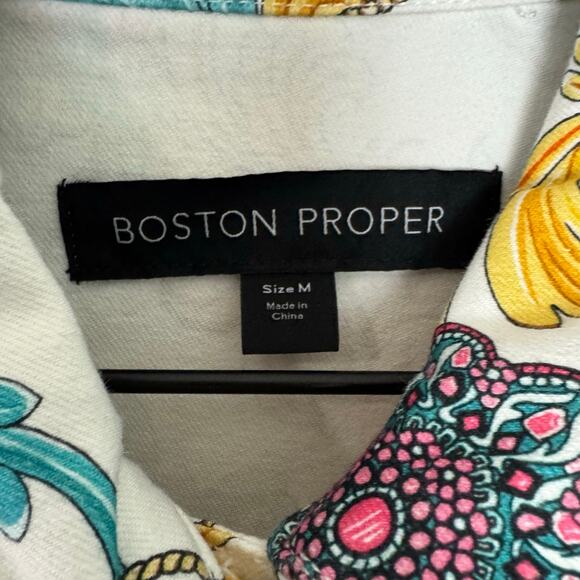 BOSTON PROPER
Size M
Made in
China